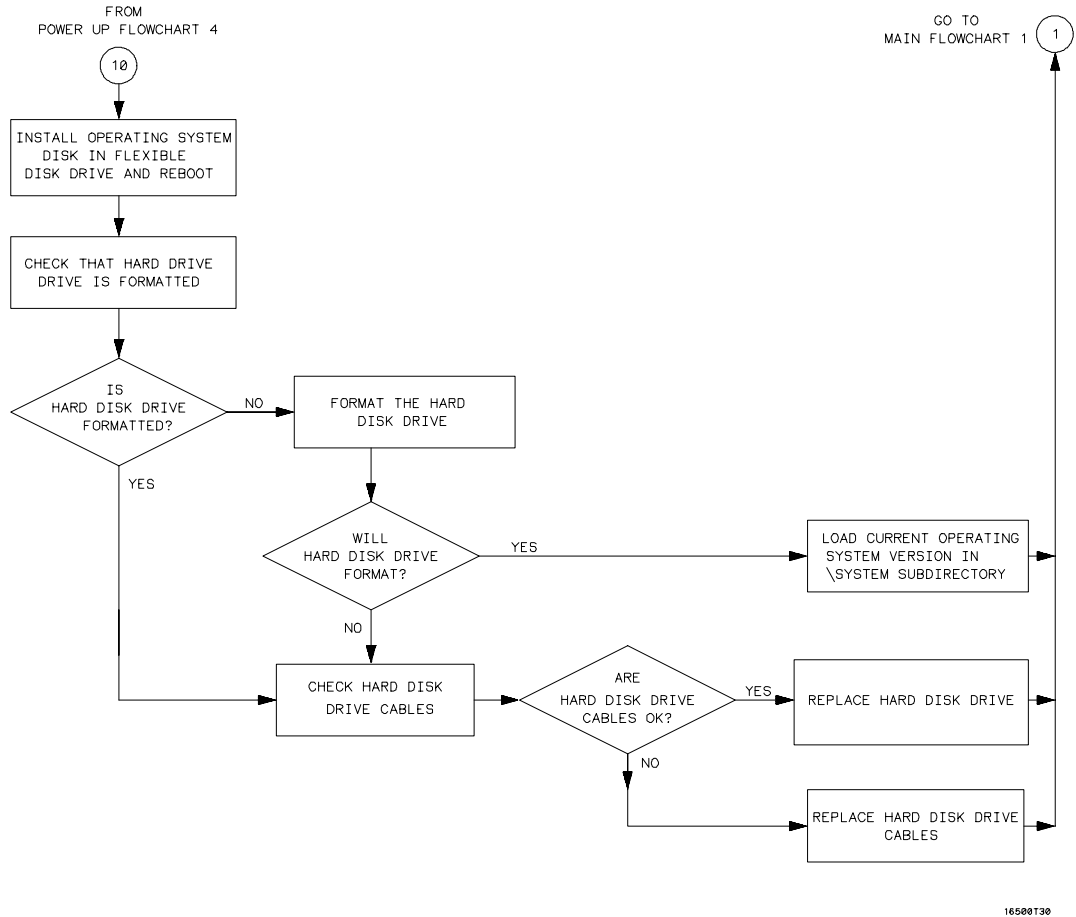 FROM
POWER UP FLOWCHART 4
10
GO TO
MAIN FLOWCHART 1
1
INSTALL OPERATING SYSTEM
DISK IN FLEXIBLE
DISK DRIVE AND REBOOT
CHECK THAT HARD DRIVE
DRIVE IS FORMATTED
IS
HARD DISK DRIVE
FORMATTED?
NO
YES
FORMAT THE HARD
DISK DRIVE
WILL
HARD DISK DRIVE
FORMAT?
YES
NO
LOAD CURRENT OPERATING
SYSTEM VERSION IN
\SYSTEM SUBDIRECTORY
CHECK HARD DISK
DRIVE CABLES
ARE
HARD DISK DRIVE
CABLES OK?
YES
NO
REPLACE HARD DISK DRIVE
REPLACE HARD DISK DRIVE
CABLES
16500T30